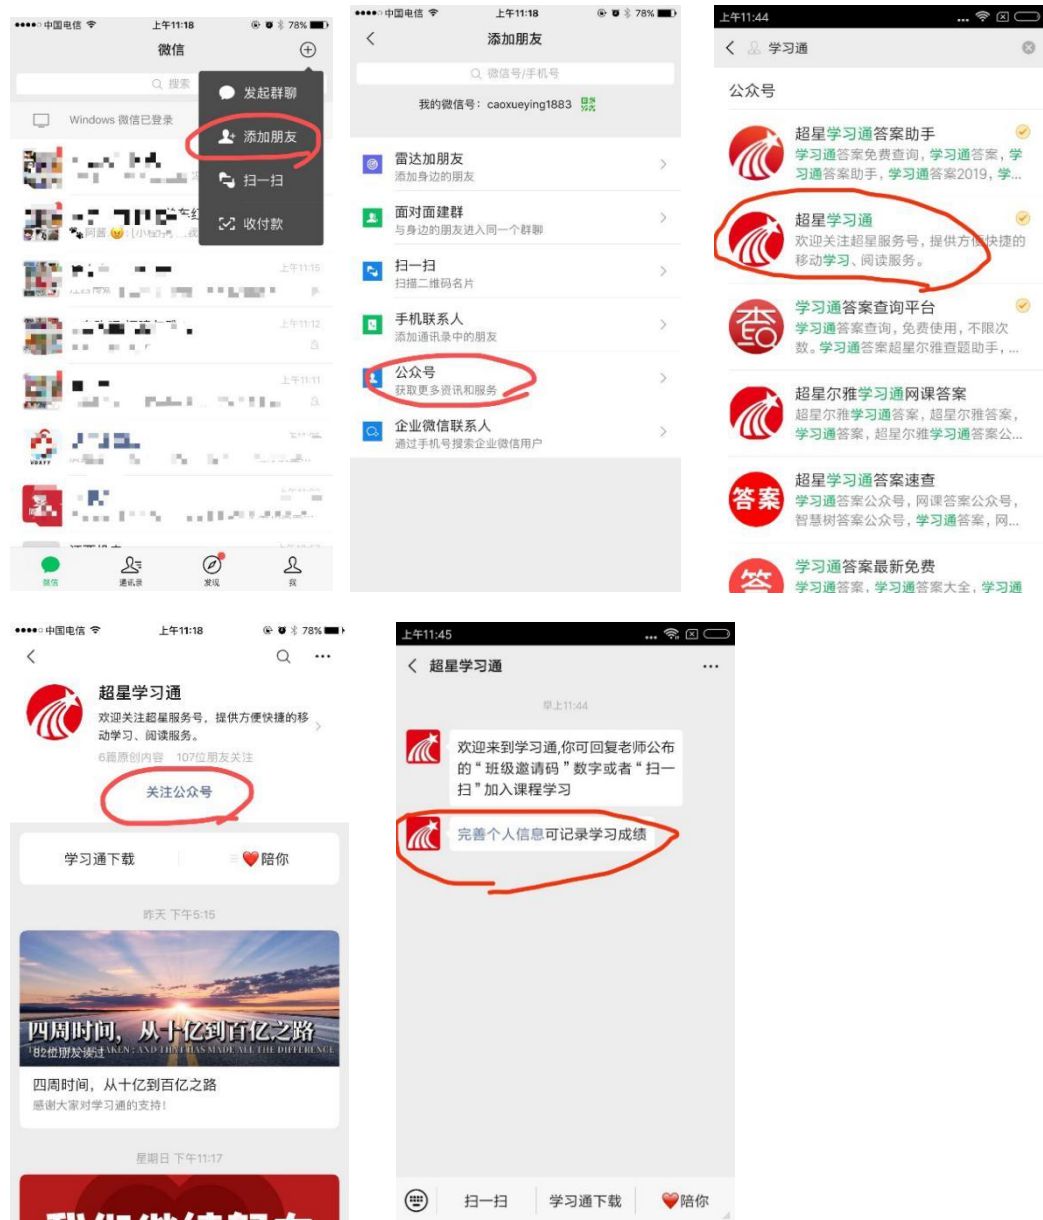 中国电信
上午11:18
78%
微信
搜索
发起群聊
添加朋友
扫一扫
收付款
Windows 微信已登录
阿酱
上午11:15
上午11:12
上午11:11
微信
通讯录
发现
我
中国电信
上午11:18
78%
添加朋友
微信号/手机号
我的微信号：caoxueying1883
雷达加朋友
添加身边的朋友
面对面建群
与身边的朋友进入同一个群聊
扫一扫
扫描二维码名片
手机联系人
添加通讯录中的朋友
公众号
获取更多资讯和服务
企业微信联系人
通过手机号搜索企业微信用户
上午11:44
学习通
公众号
超星学习通答案助手
学习通答案免费查询，学习通答案，学
习通答案助手，学习通答案2019，学...
超星学习通
欢迎关注超星服务号，提供方便快捷的
移动学习、阅读服务。
学习通答案查询平台
学习通答案查询，免费使用，不限次
数。学习通答案超星尔雅查题助手，...
超星尔雅学习通网课答案
超星尔雅学习通答案，超星尔雅答案，
学习通答案，超星尔雅学习通答案公...
答案
超星学习通答案速查
学习通答案公众号，网课答案公众号，
智慧树答案公众号，学习通答案，网...
学习通答案最新免费
学习通答案，学习通答案大全，学习通
中国电信
上午11:18
78%
超星学习通
欢迎关注超星服务号，提供方便快捷的移
动学习、阅读服务。
6篇原创内容 107位朋友关注
关注公众号
学习通下载
陪你
昨天 下午5:15
四周时间，从十亿到百亿之路
82位朋友读过
四周时间，从十亿到百亿之路
感谢大家对学习通的支持！
星期日 下午11:17
上午11:45
超星学习通
早上11:44
欢迎来到学习通,你可回复老师公布
的“班级邀请码”数字或者“扫一
扫”加入课程学习
完善个人信息可记录学习成绩
扫一扫
学习通下载
陪你